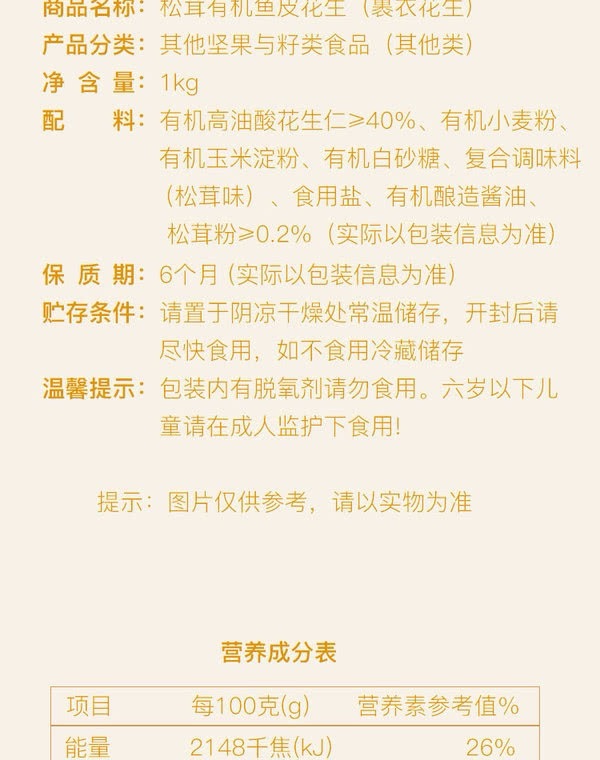 商品名称：松茸有机鱼皮花生（裹衣花生）
产品分类：其他坚果与籽类食品（其他类）
净 含 量：1kg
配 料：有机高油酸花生仁≥40%、有机小麦粉、
有机玉米淀粉、有机白砂糖、复合调味料
（松茸味）、食用盐、有机酿造酱油、
松茸粉≥0.2%（实际以包装信息为准）
保 质 期：6个月 (实际以包装信息为准)
贮存条件：请置于阴凉干燥处常温储存，开封后请
尽快食用，如不食用冷藏储存
温馨提示：包装内有脱氧剂请勿食用。六岁以下儿
童请在成人监护下食用!
提示：图片仅供参考，请以实物为准
营养成分表
项目 每100克(g) 营养素参考值%
能量 2148千焦(kJ) 26%